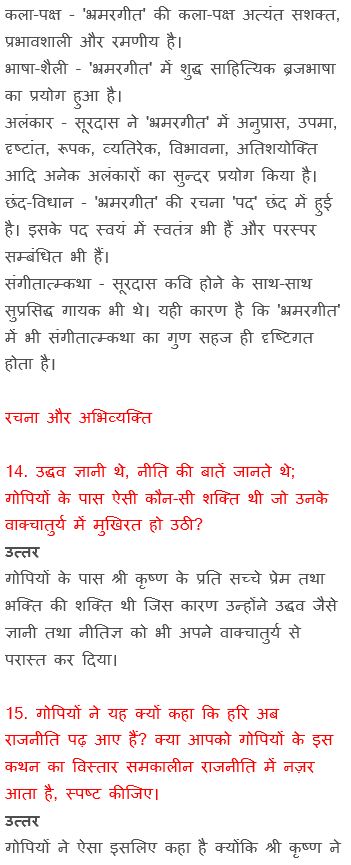 कला-पक्ष - 'भ्रमरगीत' की कला-पक्ष अत्यंत सशक्त,
प्रभावशाली और रमणीय है।
भाषा-शैली - 'भ्रमरगीत' में शुद्ध साहित्यिक ब्रजभाषा
का प्रयोग हुआ है।
अलंकार - सूरदास ने 'भ्रमरगीत' में अनुप्रास, उपमा,
दृष्टांत, रूपक, व्यतिरेक, विभावना, अतिशयोक्ति
आदि अनेक अलंकारों का सुन्दर प्रयोग किया है।
छंद-विधान - 'भ्रमरगीत' की रचना 'पद' छंद में हुई
है। इसके पद स्वयं में स्वतंत्र भी हैं और परस्पर
सम्बंधित भी हैं।
संगीतात्म्कथा - सूरदास कवि होने के साथ-साथ
सुप्रसिद्ध गायक भी थे। यही कारण है कि 'भ्रमरगीत'
में भी संगीतात्म्कथा का गुण सहज ही दृष्टिगत
होता है।
रचना और अभिव्यक्ति
14. उद्धव ज्ञानी थे, नीति की बातें जानते थे;
गोपियों के पास ऐसी कौन-सी शक्ति थी जो उनके
वाक्चातुर्य में मुखिरत हो उठी?
उत्तर
गोपियों के पास श्री कृष्ण के प्रति सच्चे प्रेम तथा
भक्ति की शक्ति थी जिस कारण उन्होंने उद्धव जैसे
ज्ञानी तथा नीतिज्ञ को भी अपने वाक्चातुर्य से
परास्त कर दिया।
15. गोपियों ने यह क्यों कहा कि हरि अब
राजनीति पढ़ आए हैं? क्या आपको गोपियों के इस
कथन का विस्तार समकालीन राजनीति में नज़र
आता है, स्पष्ट कीजिए।
उत्तर
गोपियों ने ऐसा इसलिए कहा है क्योंकि श्री कृष्ण ने